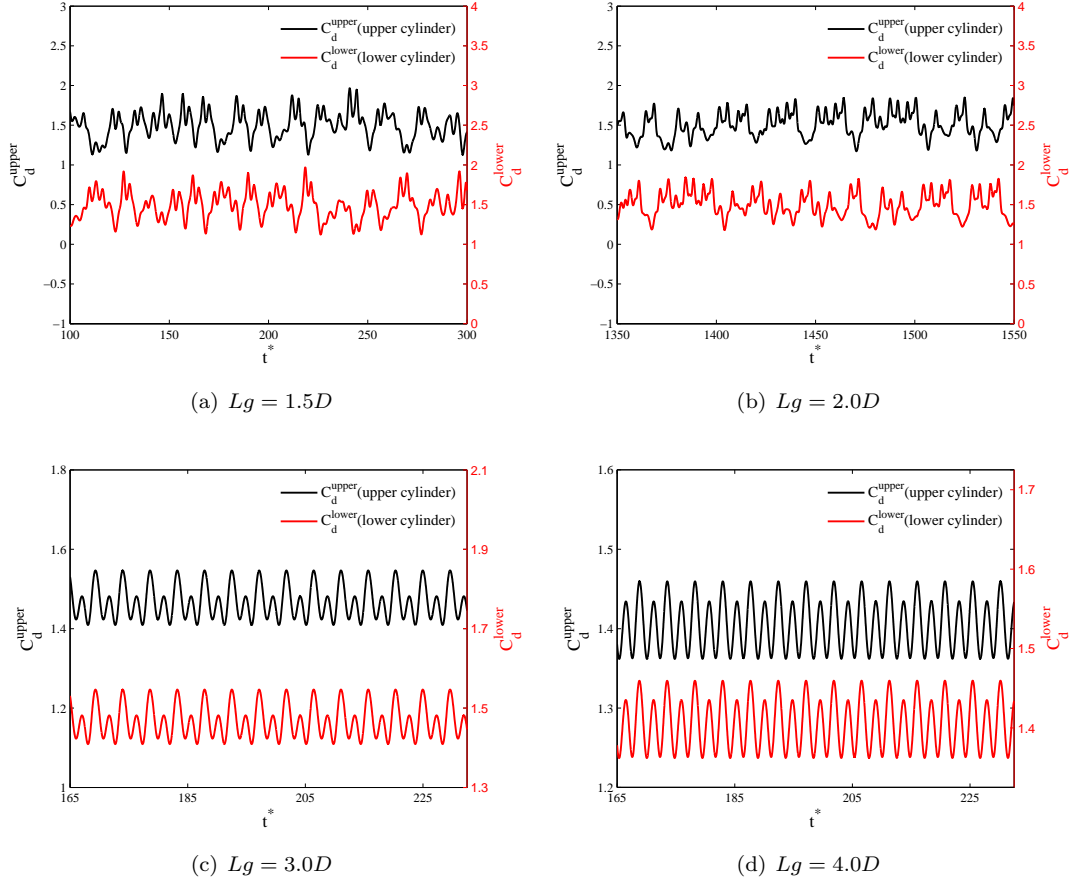 C_d^upper (upper cylinder)
C_d^lower (lower cylinder)
3
2.5
2
1.5
1
0.5
0
−0.5
−1
C_d^upper
4
3.5
3
2.5
2
1.5
1
0.5
0
C_d^lower
100 150 200 250 300
t*
(a) Lg = 1.5D
C_d^upper (upper cylinder)
C_d^lower (lower cylinder)
3
2.5
2
1.5
1
0.5
0
−0.5
−1
C_d^upper
4
3.5
3
2.5
2
1.5
1
0.5
0
C_d^lower
1350 1400 1450 1500 1550
t*
(b) Lg = 2.0D
C_d^upper (upper cylinder)
C_d^lower (lower cylinder)
1.8
1.6
1.4
1.2
1
C_d^upper
2.1
1.9
1.7
1.5
1.3
C_d^lower
165 185 205 225
t*
(c) Lg = 3.0D
C_d^upper (upper cylinder)
C_d^lower (lower cylinder)
1.6
1.5
1.4
1.3
1.2
C_d^upper
1.7
1.6
1.5
1.4
C_d^lower
165 185 205 225
t*
(d) Lg = 4.0D